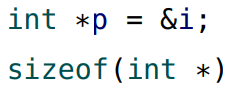 int *p = &i;
sizeof(int *)